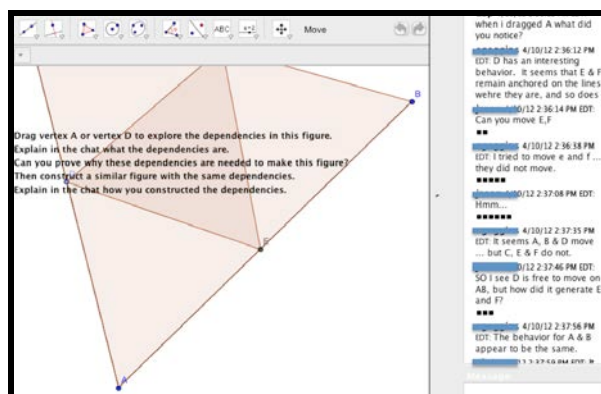 ABC
a=2
Move
B
Drag vertex A or vertex D to explore the dependencies in this figure.
Explain in the chat what the dependencies are.
Can you prove why these dependencies are needed to make this figure?
Then construct a similar figure with the same dependencies.
Explain in the chat how you constructed the dependencies.
A
when i dragged A what did
you notice?
4/10/12 2:36:12 PM
EDT: D has an interesting
behavior. It seems that E & F
remain anchored on the lines
wehre they are, and so does
/12 2:36:14 PM EDT:
Can you move E,F
4/10/12 2:36:38 PM
EDT: I tried to move e and f ...
they did not move.
/12 2:37:08 PM EDT:
Hmm...
4/10/12 2:37:35 PM
EDT: It seems A, B & D move
... but C, E & F do not.
/12 2:37:46 PM EDT:
SO I see D is free to move on
AB, but how did it generate E
and F?
4/10/12 2:37:56 PM
EDT: The behavior for A & B
appear to be the same.
2:37:59 PM EDT: It